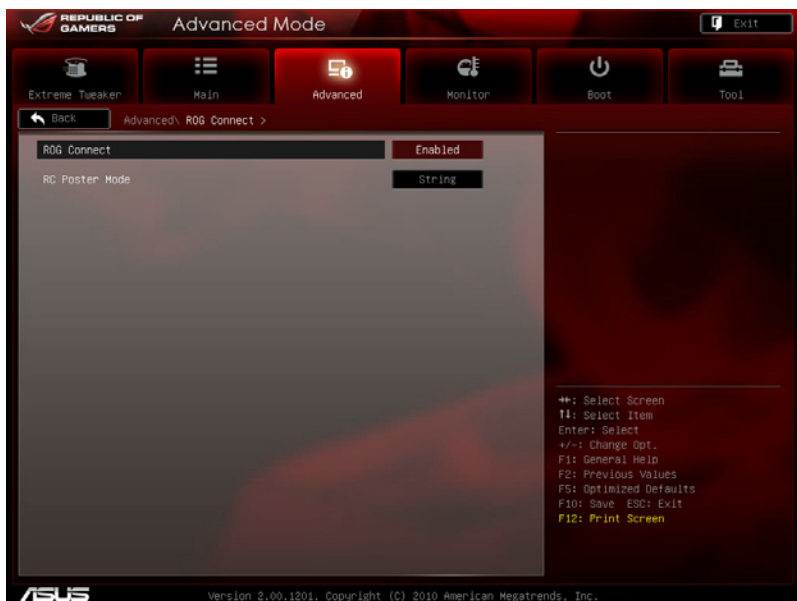 REPUBLIC OF
GAMERS
Advanced Mode
Exit
Extreme Tweaker
Main
Advanced
Monitor
Boot
Tool
Back
Advanced\ ROG Connect >
ROG Connect
Enabled
RC Poster Mode
String
→←: Select Screen
↑↓: Select Item
Enter: Select
+/-: Change Opt.
F1: General Help
F2: Previous Values
F5: Optimized Defaults
F10: Save ESC: Exit
F12: Print Screen
ASUS
Version 2.00.1201. Copyright (C) 2010 American Megatrends, Inc.